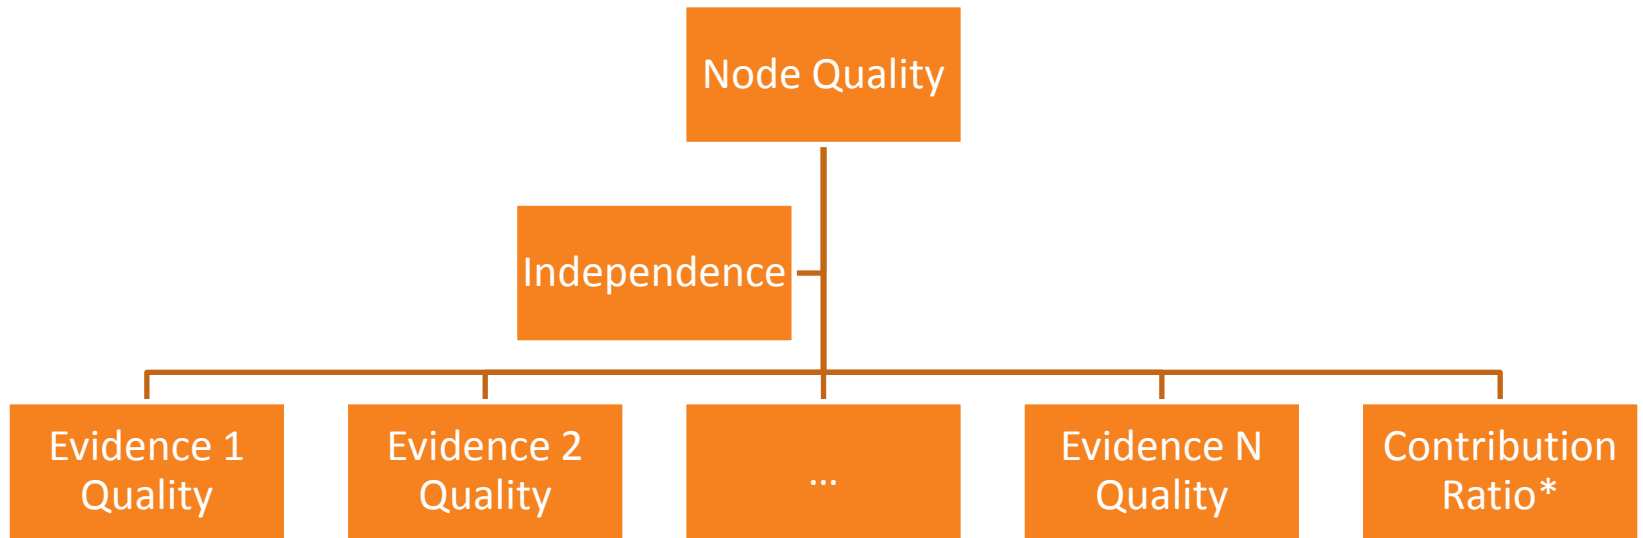 Node Quality
Independence
Evidence 1
Quality
Evidence 2
Quality
...
Evidence N
Quality
Contribution
Ratio*